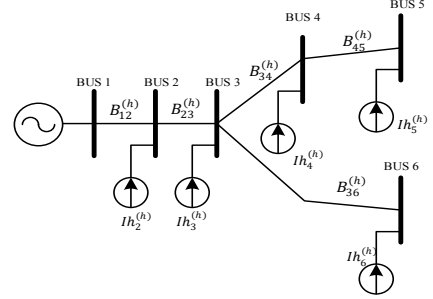 BUS 5
BUS 4
B_{45}^{(h)}
B_{34}^{(h)}
BUS 1
BUS 2
BUS 3
B_{12}^{(h)}
B_{23}^{(h)}
Ih_5^{(h)}
Ih_4^{(h)}
BUS 6
B_{36}^{(h)}
Ih_2^{(h)}
Ih_3^{(h)}
Ih_6^{(h)}